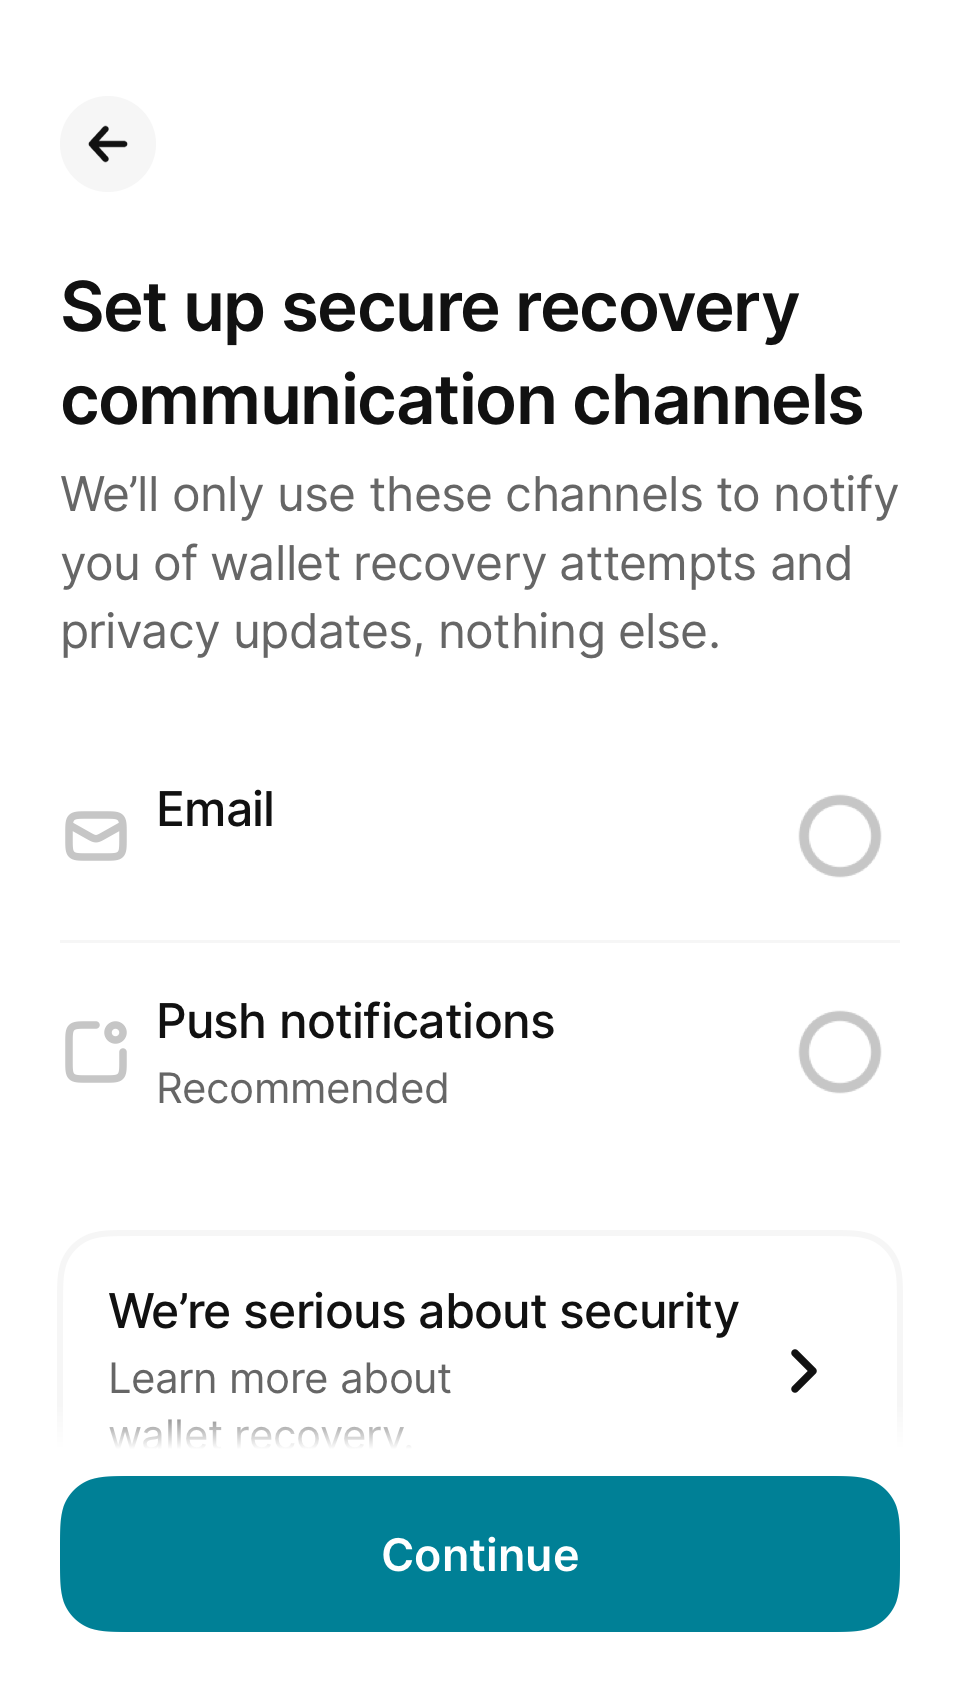 Set up secure recovery
communication channels
We’ll only use these channels to notify
you of wallet recovery attempts and
privacy updates, nothing else.
Email
Push notifications
Recommended
We’re serious about security
Learn more about
wallet recovery.
Continue